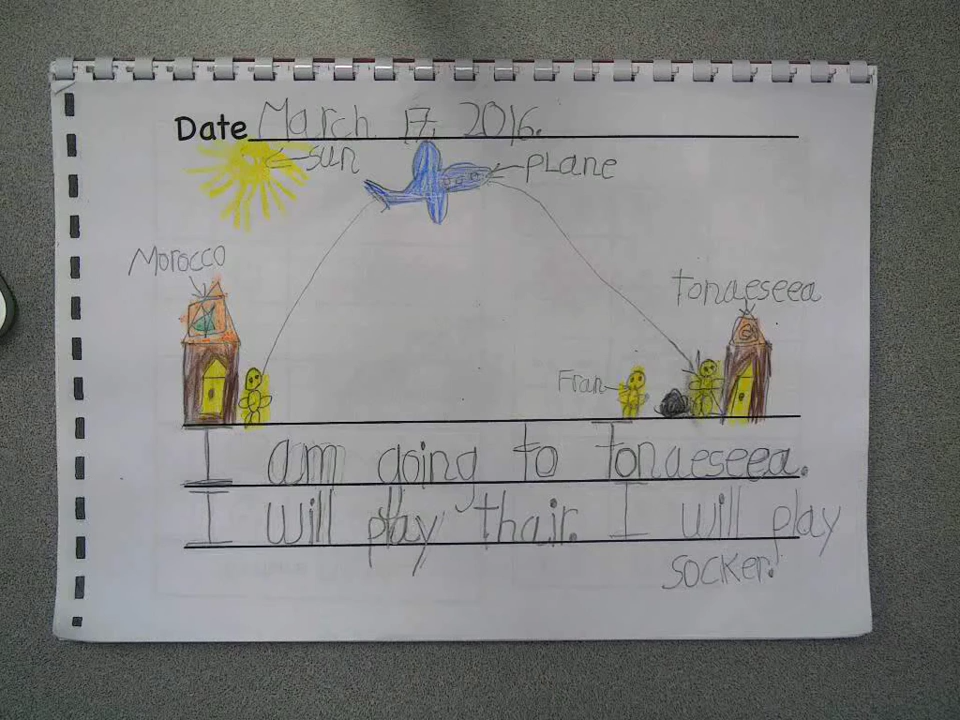 Date March 17, 2016.
sun
plane
Morocco
tonaeseea
Fran
I am going to tonaeseea.
I will play thair. I will play
socker.